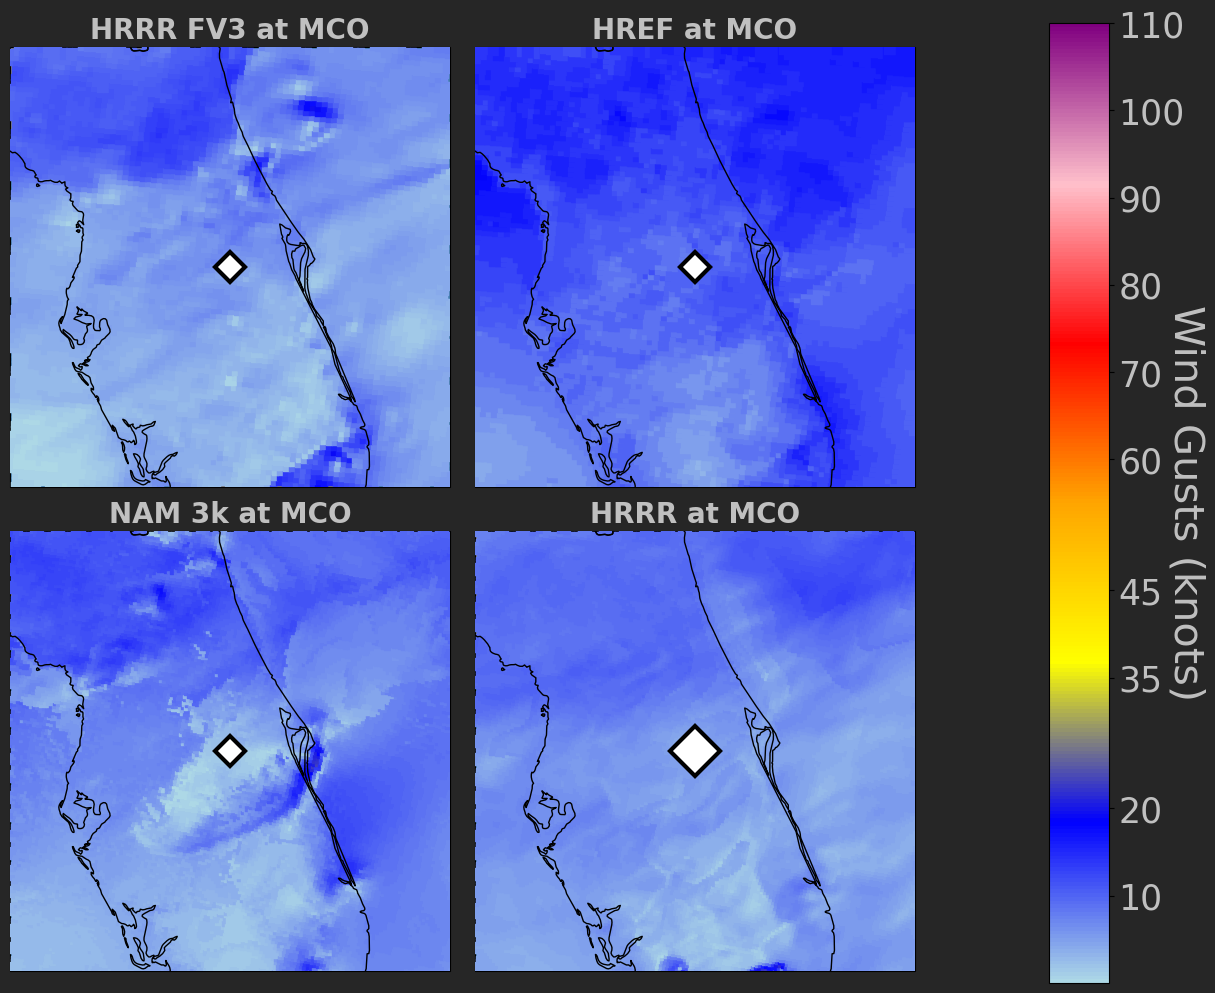 HRRR FV3 at MCO
HREF at MCO
NAM 3k at MCO
HRRR at MCO
110
100
90
80
70
60
45
35
20
10
Wind Gusts (knots)